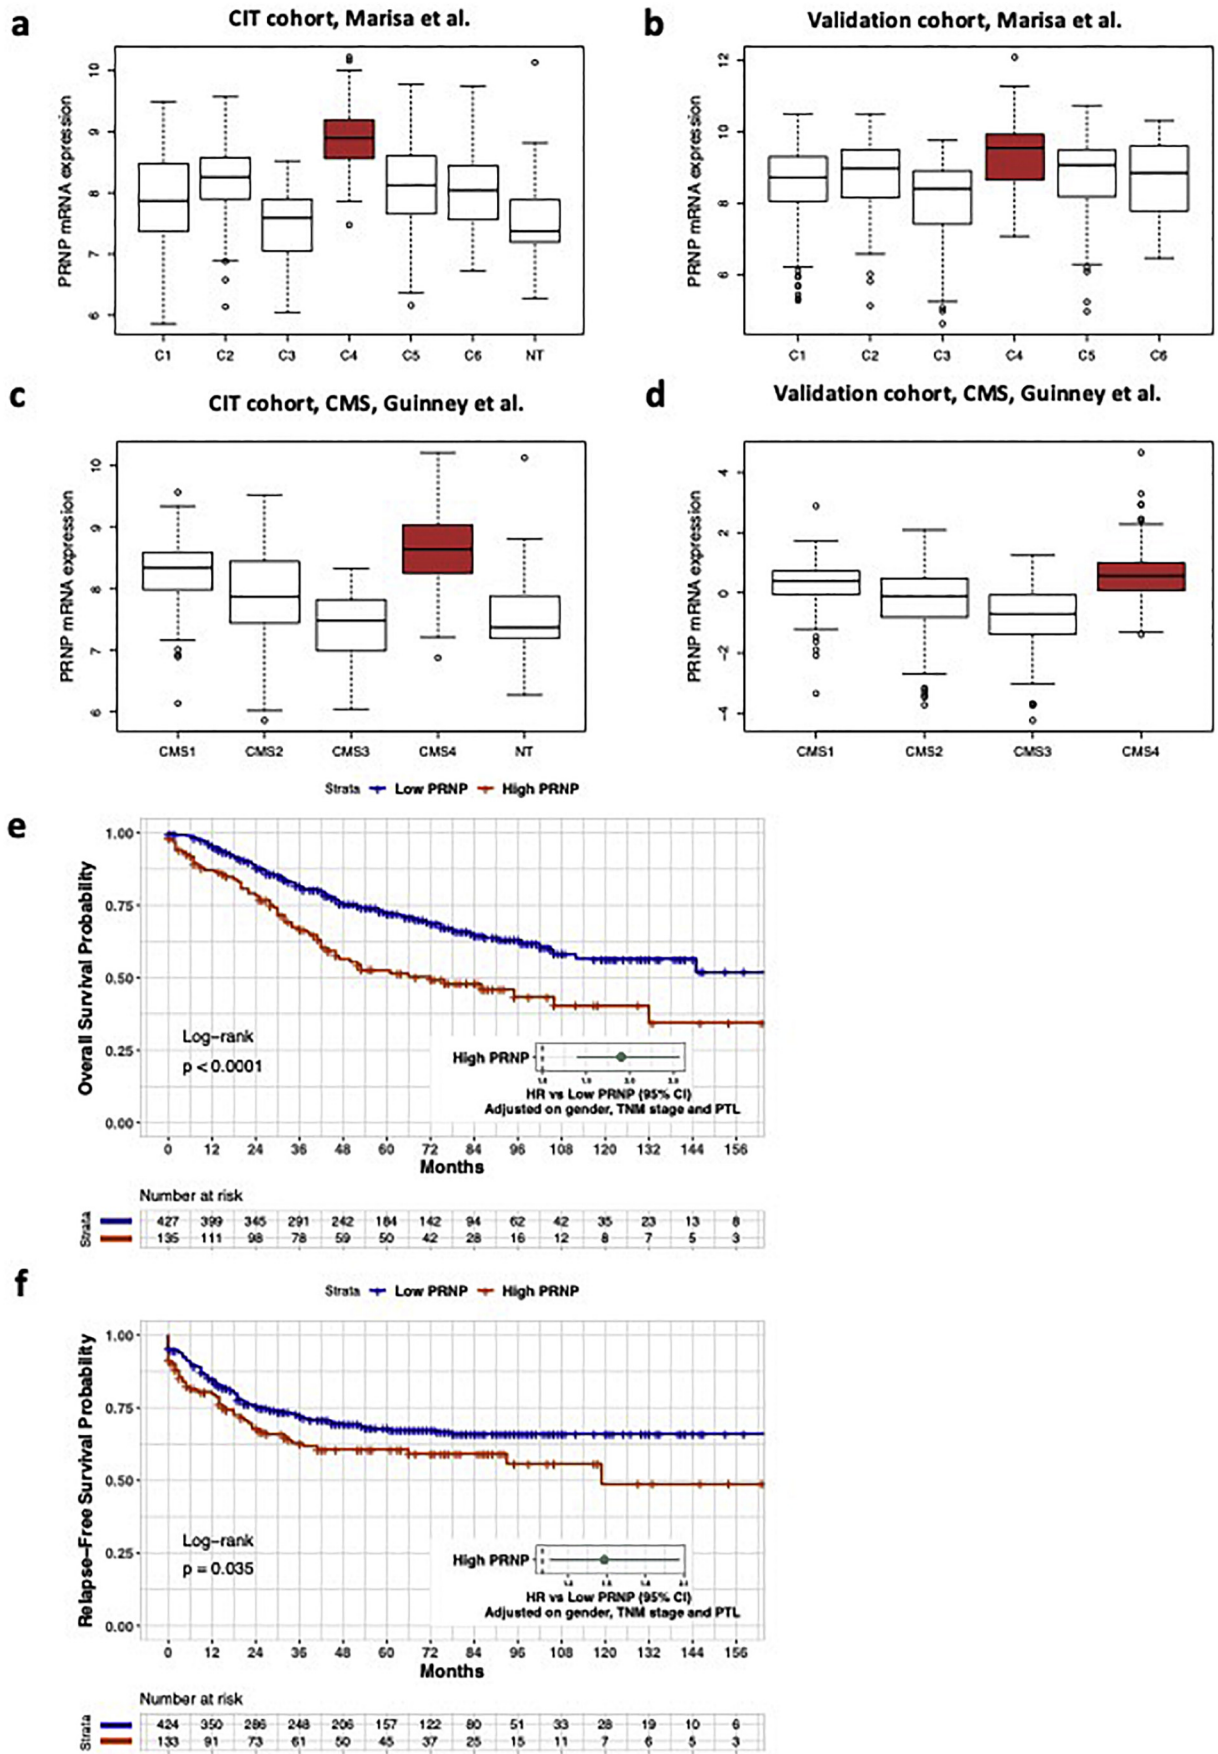 a
CIT cohort, Marisa et al.
PRNP mRNA expression
10
9
8
7
6
C1 C2 C3 C4 C5 C6 NT
b
Validation cohort, Marisa et al.
PRNP mRNA expression
12
10
8
6
C1 C2 C3 C4 C5 C6
c
CIT cohort, CMS, Guinney et al.
PRNP mRNA expression
10
9
8
7
6
CMS1 CMS2 CMS3 CMS4 NT
d
Validation cohort, CMS, Guinney et al.
PRNP mRNA expression
4
2
0
-2
-4
CMS1 CMS2 CMS3 CMS4
Strata Low PRNP High PRNP
e
Overall Survival Probability
1.00
0.75
0.50
0.25
0.00
Log-rank
p < 0.0001
High PRNP
HR vs Low PRNP (95% CI)
Adjusted on gender, TNM stage and PTL
0 12 24 36 48 60 72 84 96 108 120 132 144 156
Months
Number at risk
Strata
427 399 345 291 242 184 142 94 62 42 35 23 13 8
135 111 98 78 59 50 42 28 16 12 8 7 5 3
f
Strata Low PRNP High PRNP
Relapse-Free Survival Probability
1.00
0.75
0.50
0.25
0.00
Log-rank
p = 0.035
High PRNP
HR vs Low PRNP (95% CI)
Adjusted on gender, TNM stage and PTL
0 12 24 36 48 60 72 84 96 108 120 132 144 156
Months
Number at risk
Strata
424 350 286 248 206 157 122 80 51 33 28 19 10 6
133 91 73 61 50 45 37 25 15 11 7 6 5 3